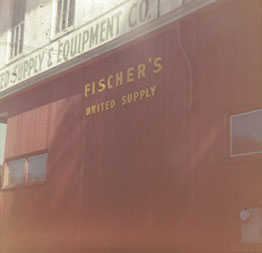 ED SUPPLY & EQUIPMENT CO.
FISCHER'S
UNITED SUPPLY